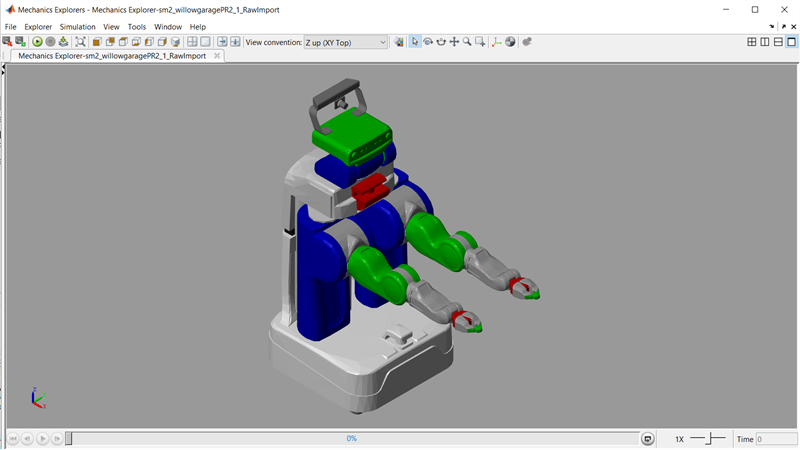 Mechanics Explorers - Mechanics Explorer-sm2_willowgaragePR2_1_RawImport
File Explorer Simulation View Tools Window Help
View convention: Z up (XY Top)
Mechanics Explorer-sm2_willowgaragePR2_1_RawImport
Z
X
0% 1X Time 0